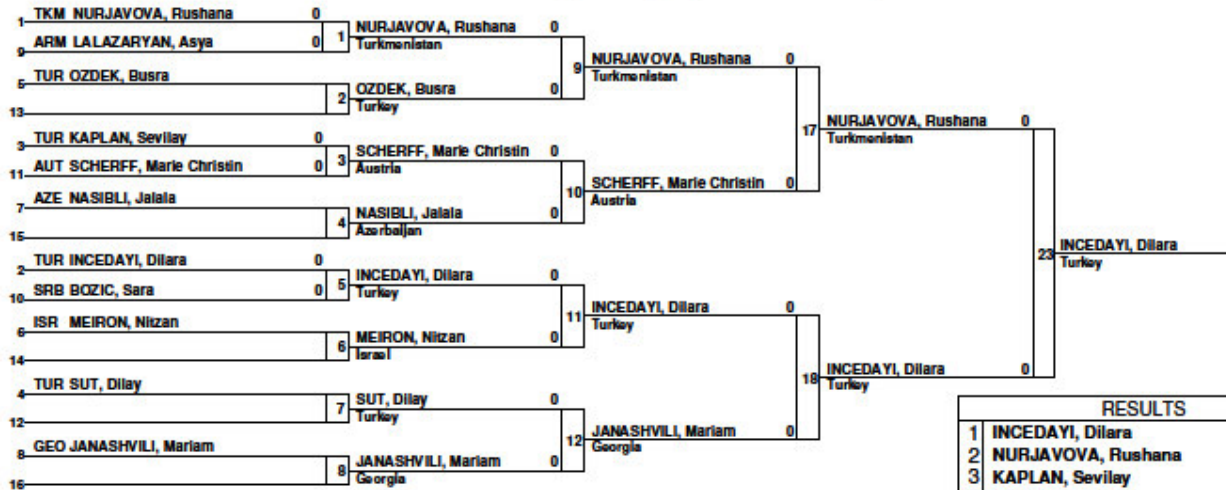 1 TKM NURJAVOVA, Rushana 0
9 ARM LALAZARYAN, Asya 0
1
5 TUR OZDEK, Busra
13
2
3 TUR KAPLAN, Sevilay 0
11 AUT SCHERFF, Marie Christin 0
3
7 AZE NASIBLI, Jalala
15
4
2 TUR INCEDAYI, Dilara 0
10 SRB BOZIC, Sara 0
5
6 ISR MEIRON, Nitzan
14
6
4 TUR SUT, Dilay
12
7
8 GEO JANASHVILI, Mariam
16
8
NURJAVOVA, Rushana 0
Turkmenistan
OZDEK, Busra 0
Turkey
9
SCHERFF, Marie Christin 0
Austria
NASIBLI, Jalala 0
Azerbaijan
10
INCEDAYI, Dilara 0
Turkey
MEIRON, Nitzan 0
Israel
11
SUT, Dilay 0
Turkey
JANASHVILI, Mariam 0
Georgia
12
NURJAVOVA, Rushana 0
Turkmenistan
SCHERFF, Marie Christin 0
Austria
17
INCEDAYI, Dilara 0
Turkey
JANASHVILI, Mariam 0
Georgia
18
NURJAVOVA, Rushana 0
Turkmenistan
INCEDAYI, Dilara 0
Turkey
23
INCEDAYI, Dilara
Turkey
RESULTS
1 INCEDAYI, Dilara
2 NURJAVOVA, Rushana
3 KAPLAN, Sevilay